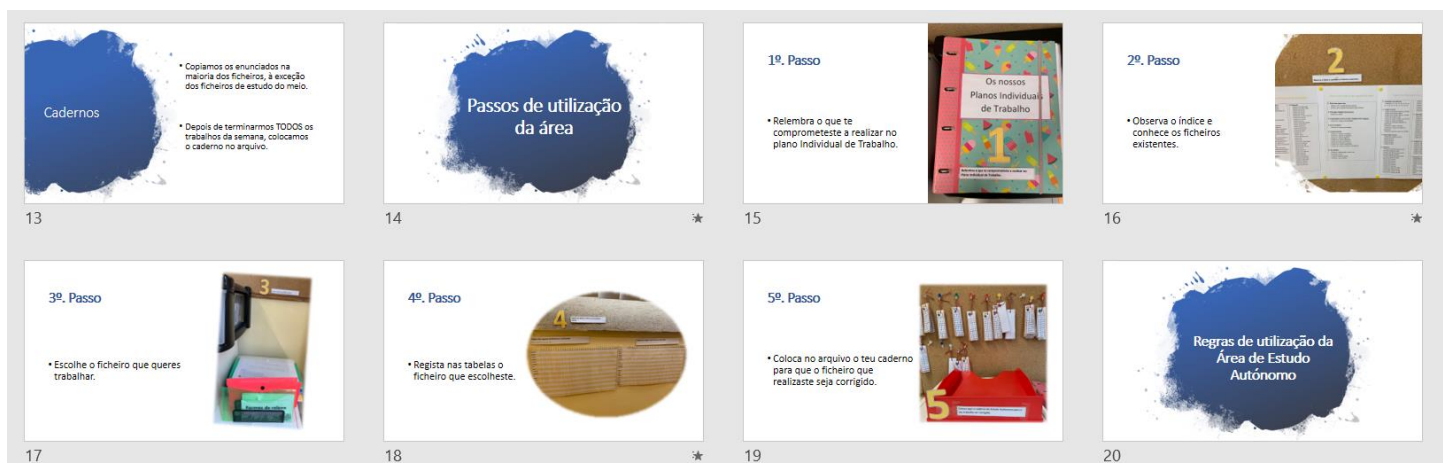 Cadernos
• Copiamos os enunciados na
maioria dos ficheiros, à exceção
dos ficheiros de estudo do meio.
• Depois de terminarmos TODOS os
trabalhos da semana, colocamos
o caderno no arquivo.
13
Passos de utilização
da área
14
1º. Passo
• Relembra o que te
comprometeste a realizar no
plano Individual de Trabalho.
Os nossos
Planos Individuais
de Trabalho
1
15
2º. Passo
• Observa o índice e
conhece os ficheiros
existentes.
2
16
3º. Passo
• Escolhe o ficheiro que queres
trabalhar.
3
17
4º. Passo
• Regista nas tabelas o
ficheiro que escolheste.
4
18
5º. Passo
• Coloca no arquivo o teu caderno
para que o ficheiro que
realizaste seja corrigido.
5
19
Regras de utilização da
Área de Estudo
Autónomo
20